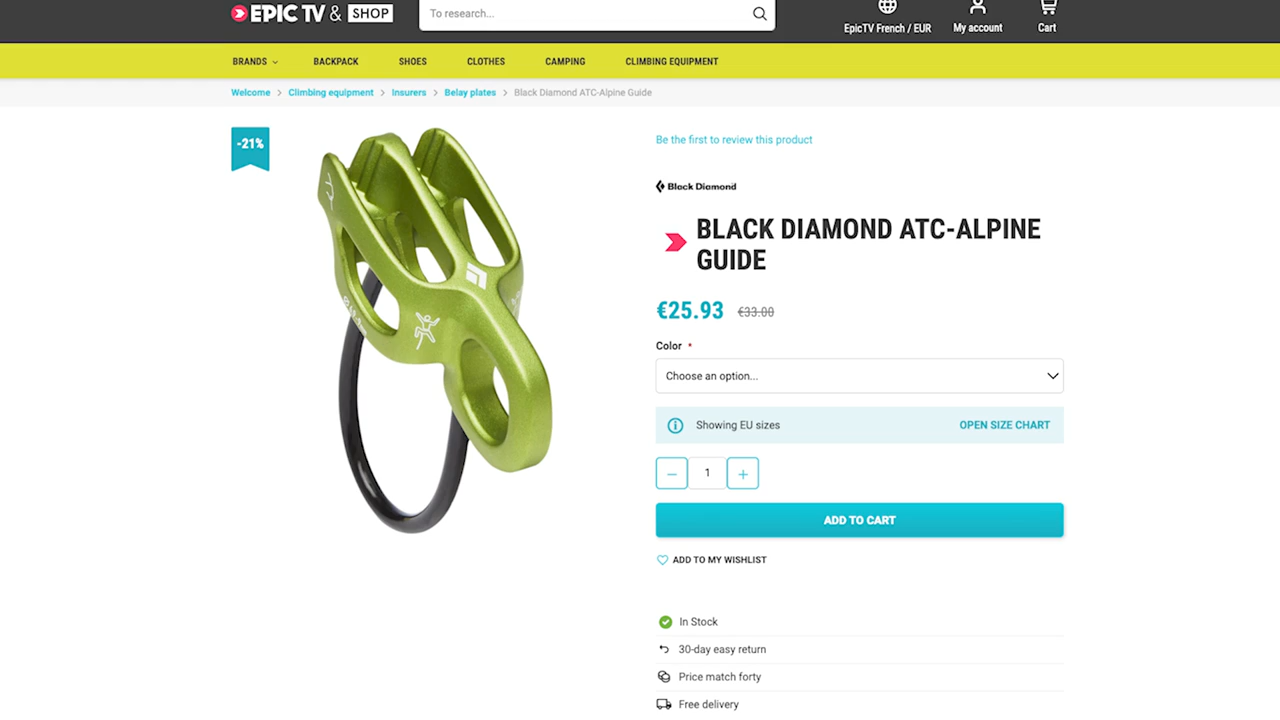 EPIC TV & SHOP
To research...
EpicTV French / EUR
My account
Cart
BRANDS
BACKPACK
SHOES
CLOTHES
CAMPING
CLIMBING EQUIPMENT
Welcome > Climbing equipment > Insurers > Belay plates > Black Diamond ATC-Alpine Guide
-21%
Be the first to review this product
Black Diamond
BLACK DIAMOND ATC-ALPINE
GUIDE
€25.93 €33.00
Color *
Choose an option...
Showing EU sizes
OPEN SIZE CHART
− 1 +
ADD TO CART
ADD TO MY WISHLIST
In Stock
30-day easy return
Price match forty
Free delivery